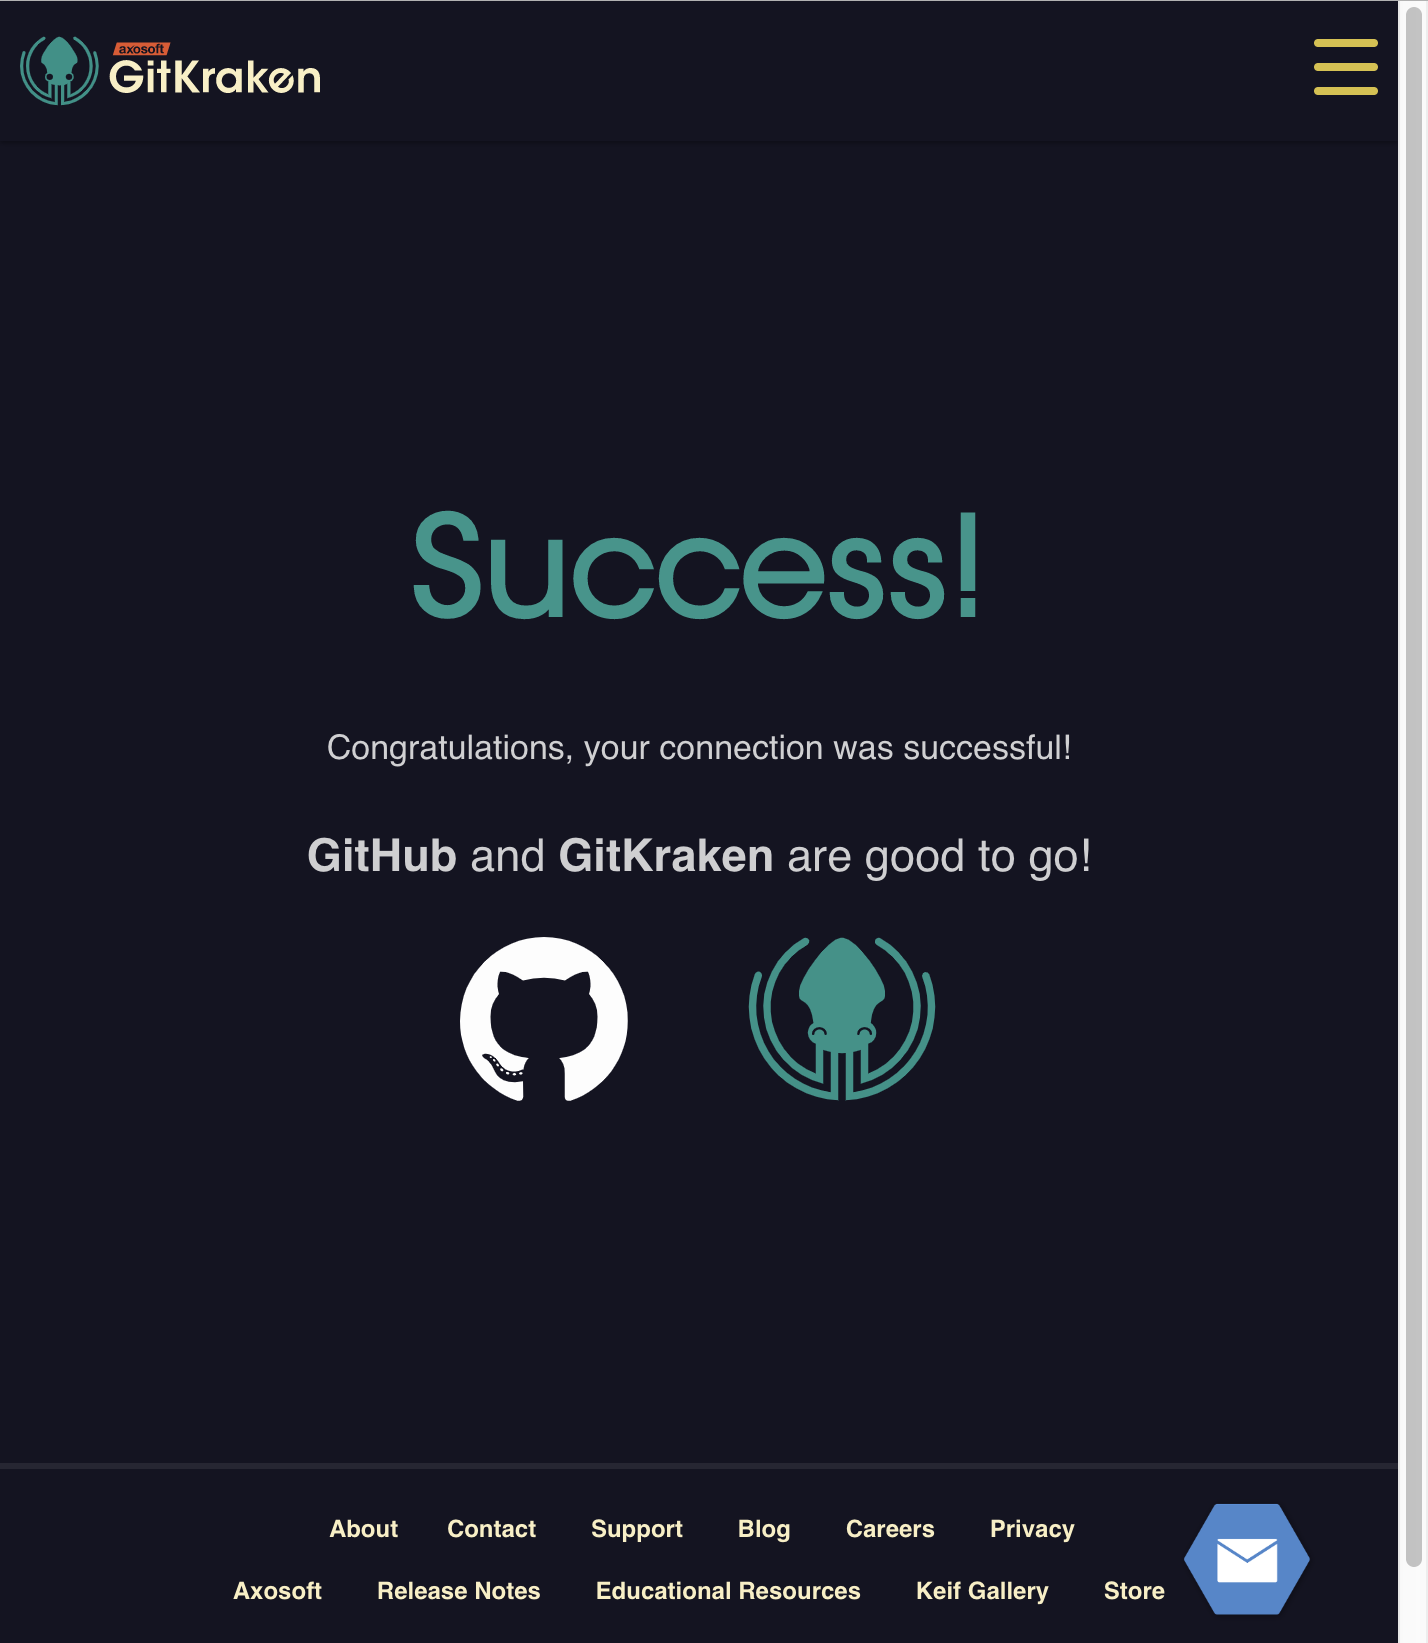 axosoft
GitKraken
Success!
Congratulations, your connection was successful!
GitHub and GitKraken are good to go!
About Contact Support Blog Careers Privacy
Axosoft Release Notes Educational Resources Keif Gallery Store